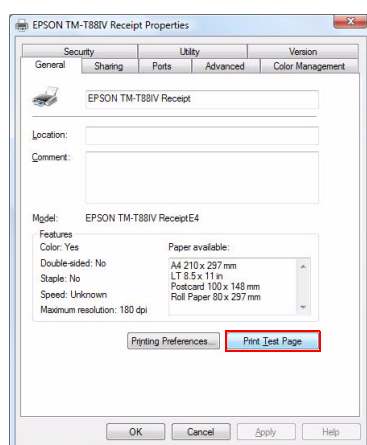 EPSON TM-T88IV Receipt Properties
Security Utility Version
General Sharing Ports Advanced Color Management
EPSON TM-T88IV Receipt
Location:
Comment:
Model: EPSON TM-T88IV ReceiptE4
Features
Color: Yes
Paper available:
Double-sided: No
A4 210 x 297 mm
Staple: No
LT 8.5 x 11 in
Postcard 100 x 148 mm
Speed: Unknown
Roll Paper 80 x 297 mm
Maximum resolution: 180 dpi
Printing Preferences... Print Test Page
OK Cancel Apply Help